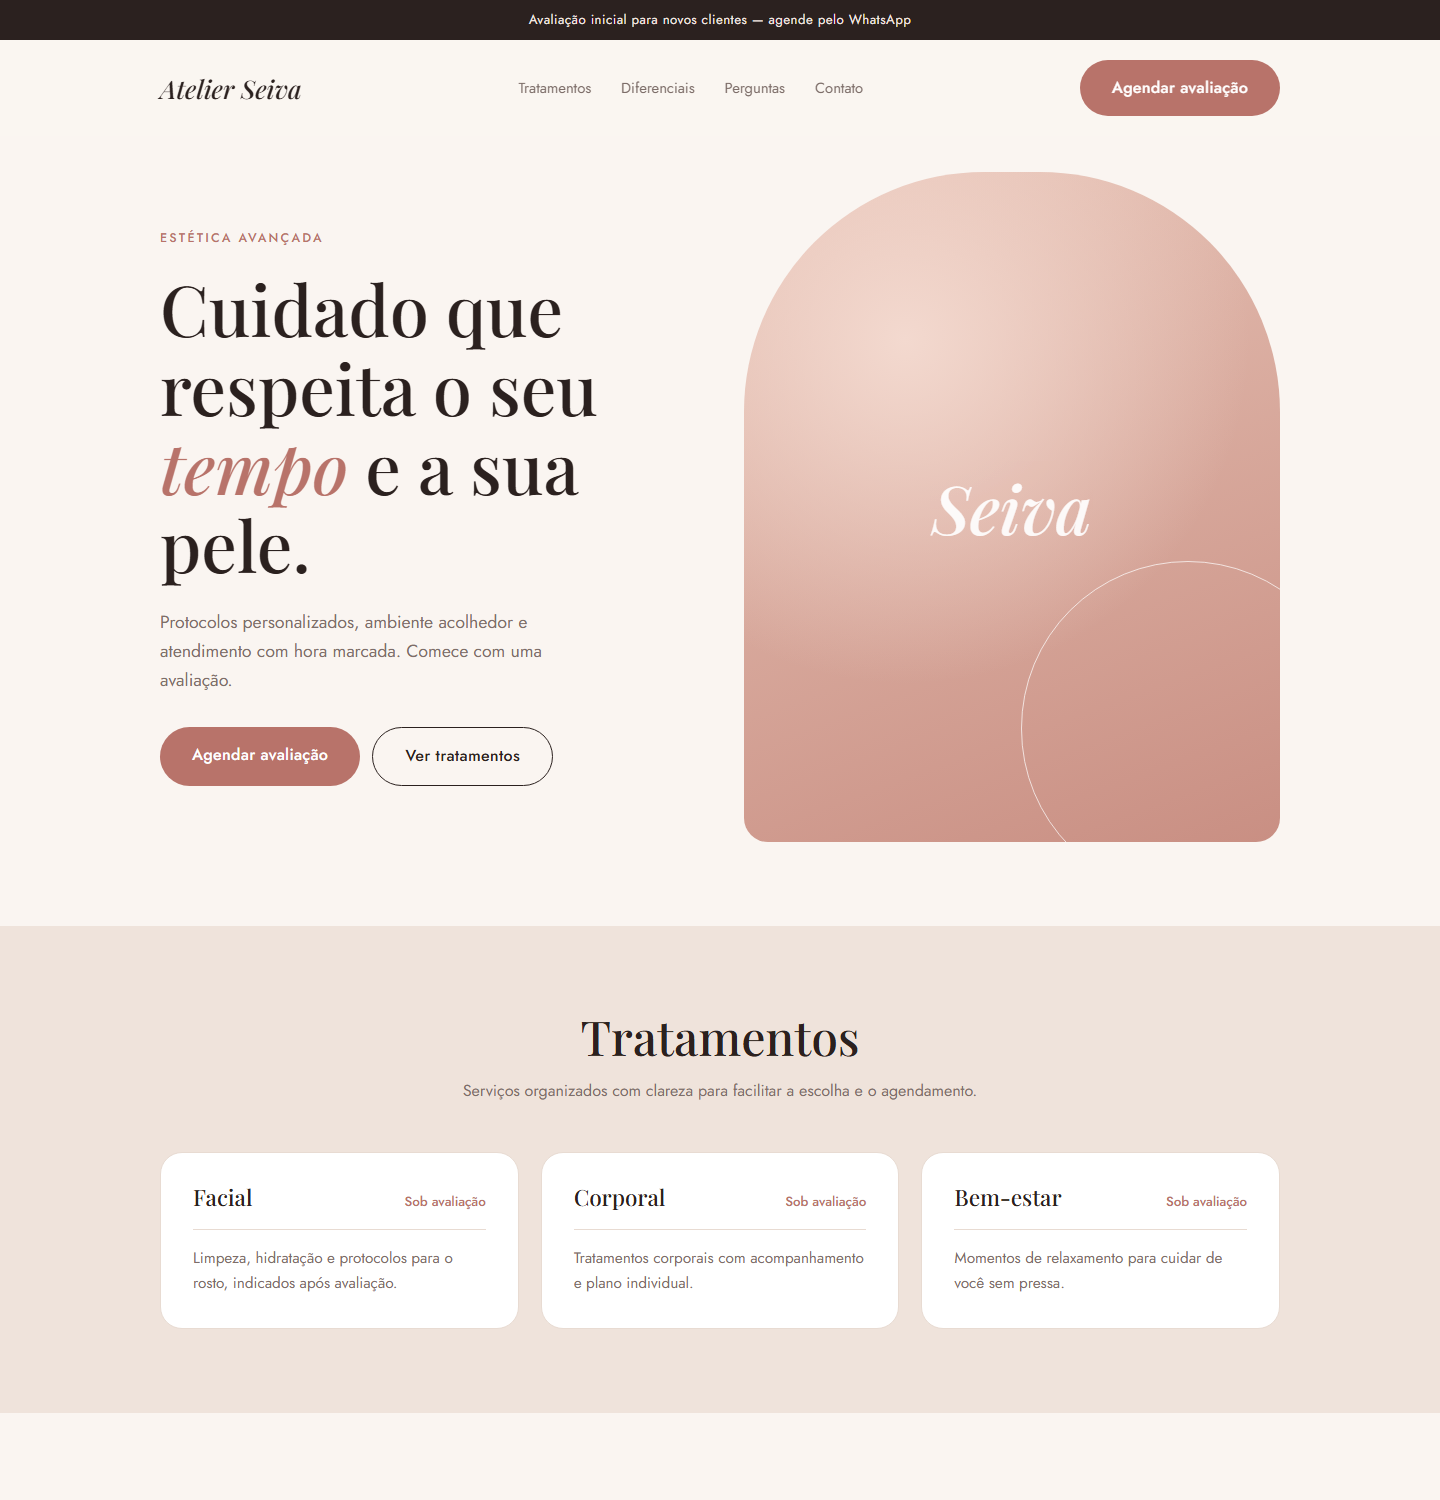 Avaliação inicial para novos clientes — agende pelo WhatsApp
Atelier Seiva
Tratamentos
Diferenciais
Perguntas
Contato
Agendar avaliação
ESTÉTICA AVANÇADA
Cuidado que
respeita o seu
tempo e a sua
pele.
Protocolos personalizados, ambiente acolhedor e
atendimento com hora marcada. Comece com uma
avaliação.
Agendar avaliação
Ver tratamentos
Seiva
Tratamentos
Serviços organizados com clareza para facilitar a escolha e o agendamento.
Facial
Sob avaliação
Limpeza, hidratação e protocolos para o
rosto, indicados após avaliação.
Corporal
Sob avaliação
Tratamentos corporais com acompanhamento
e plano individual.
Bem-estar
Sob avaliação
Momentos de relaxamento para cuidar de
você sem pressa.